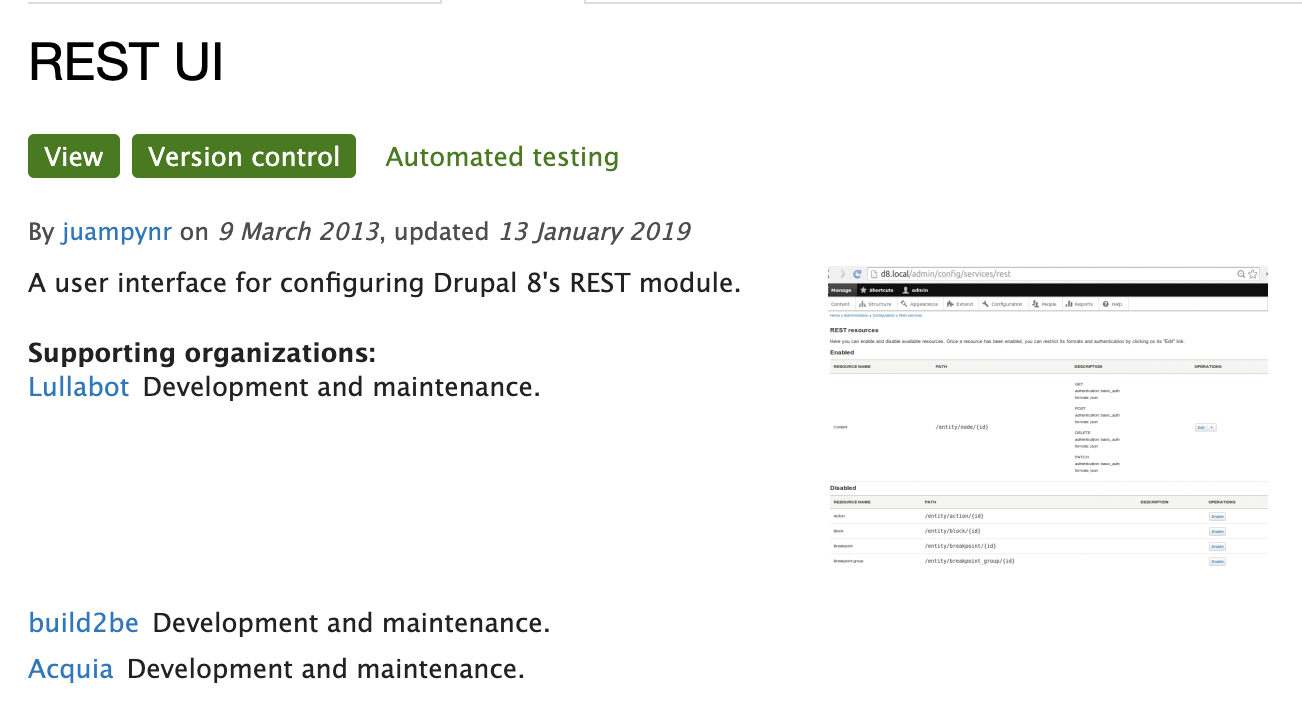 REST UI
View Version control Automated testing
By juampynr on 9 March 2013, updated 13 January 2019
A user interface for configuring Drupal 8's REST module.
Supporting organizations:
Lullabot Development and maintenance.
build2be Development and maintenance.
Acquia Development and maintenance.
d8.local/admin/config/services/rest
Manage Shortcuts admin
Content Structure Appearance Extend Configuration People Reports Help
Home » Administration » Configuration » Web services
REST resources
Here you can enable and disable available resources. Once a resource has been enabled, you can restrict its formats and authentication by clicking on its "Edit" link.
Enabled
RESOURCE NAME PATH DESCRIPTION OPERATIONS
GET
authentication: basic_auth
formats: json
POST
authentication: basic_auth
formats: json
Content /entity/node/{id} Edit
DELETE
authentication: basic_auth
formats: json
PATCH
authentication: basic_auth
formats: json
Disabled
RESOURCE NAME PATH DESCRIPTION OPERATIONS
Action /entity/action/{id} Enable
Block /entity/block/{id} Enable
Breakpoint /entity/breakpoint/{id} Enable
Breakpoint group /entity/breakpoint_group/{id} Enable